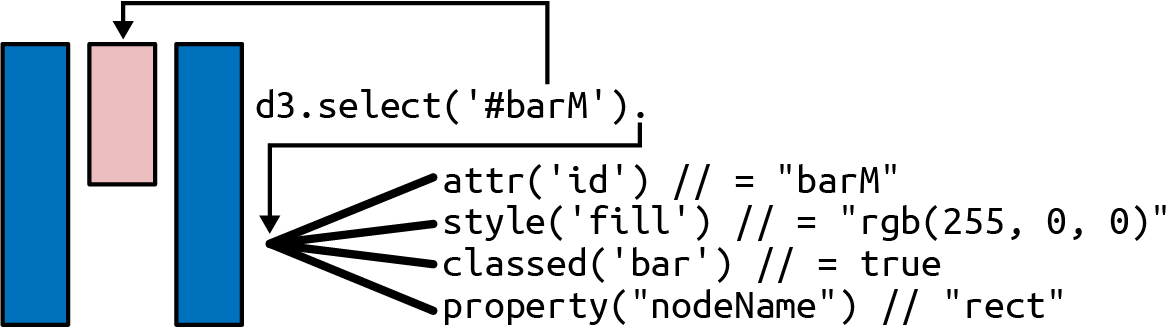 d3.select('#barM').
attr('id') // = "barM"
style('fill') // = "rgb(255, 0, 0)"
classed('bar') // = true
property("nodeName") // "rect"